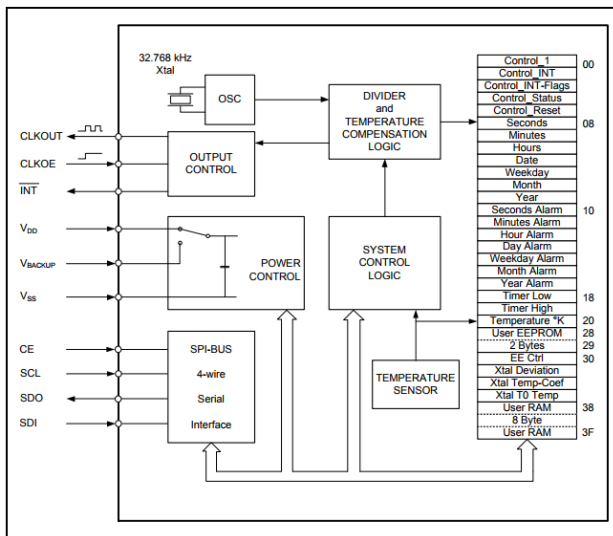 32.768 kHz
Xtal
OSC
DIVIDER
and
TEMPERATURE
COMPENSATION
LOGIC
CLKOUT
CLKOE
INT
OUTPUT
CONTROL
VDD
VBACKUP
VSS
POWER
CONTROL
SYSTEM
CONTROL
LOGIC
CE
SCL
SDO
SDI
SPI-BUS
4-wire
Serial
Interface
TEMPERATURE
SENSOR
Control_1 00
Control_INT
Control_INT-Flags
Control_Status
Control_Reset
Seconds 08
Minutes
Hours
Date
Weekday
Month
Year
Seconds Alarm 10
Minutes Alarm
Hour Alarm
Day Alarm
Weekday Alarm
Month Alarm
Year Alarm
Timer Low 18
Timer High
Temperature °K 20
User EEPROM 28
2 Bytes 29
EE Ctrl 30
Xtal Deviation
Xtal Temp-Coef
Xtal T0 Temp
User RAM 38
8 Byte
User RAM 3F